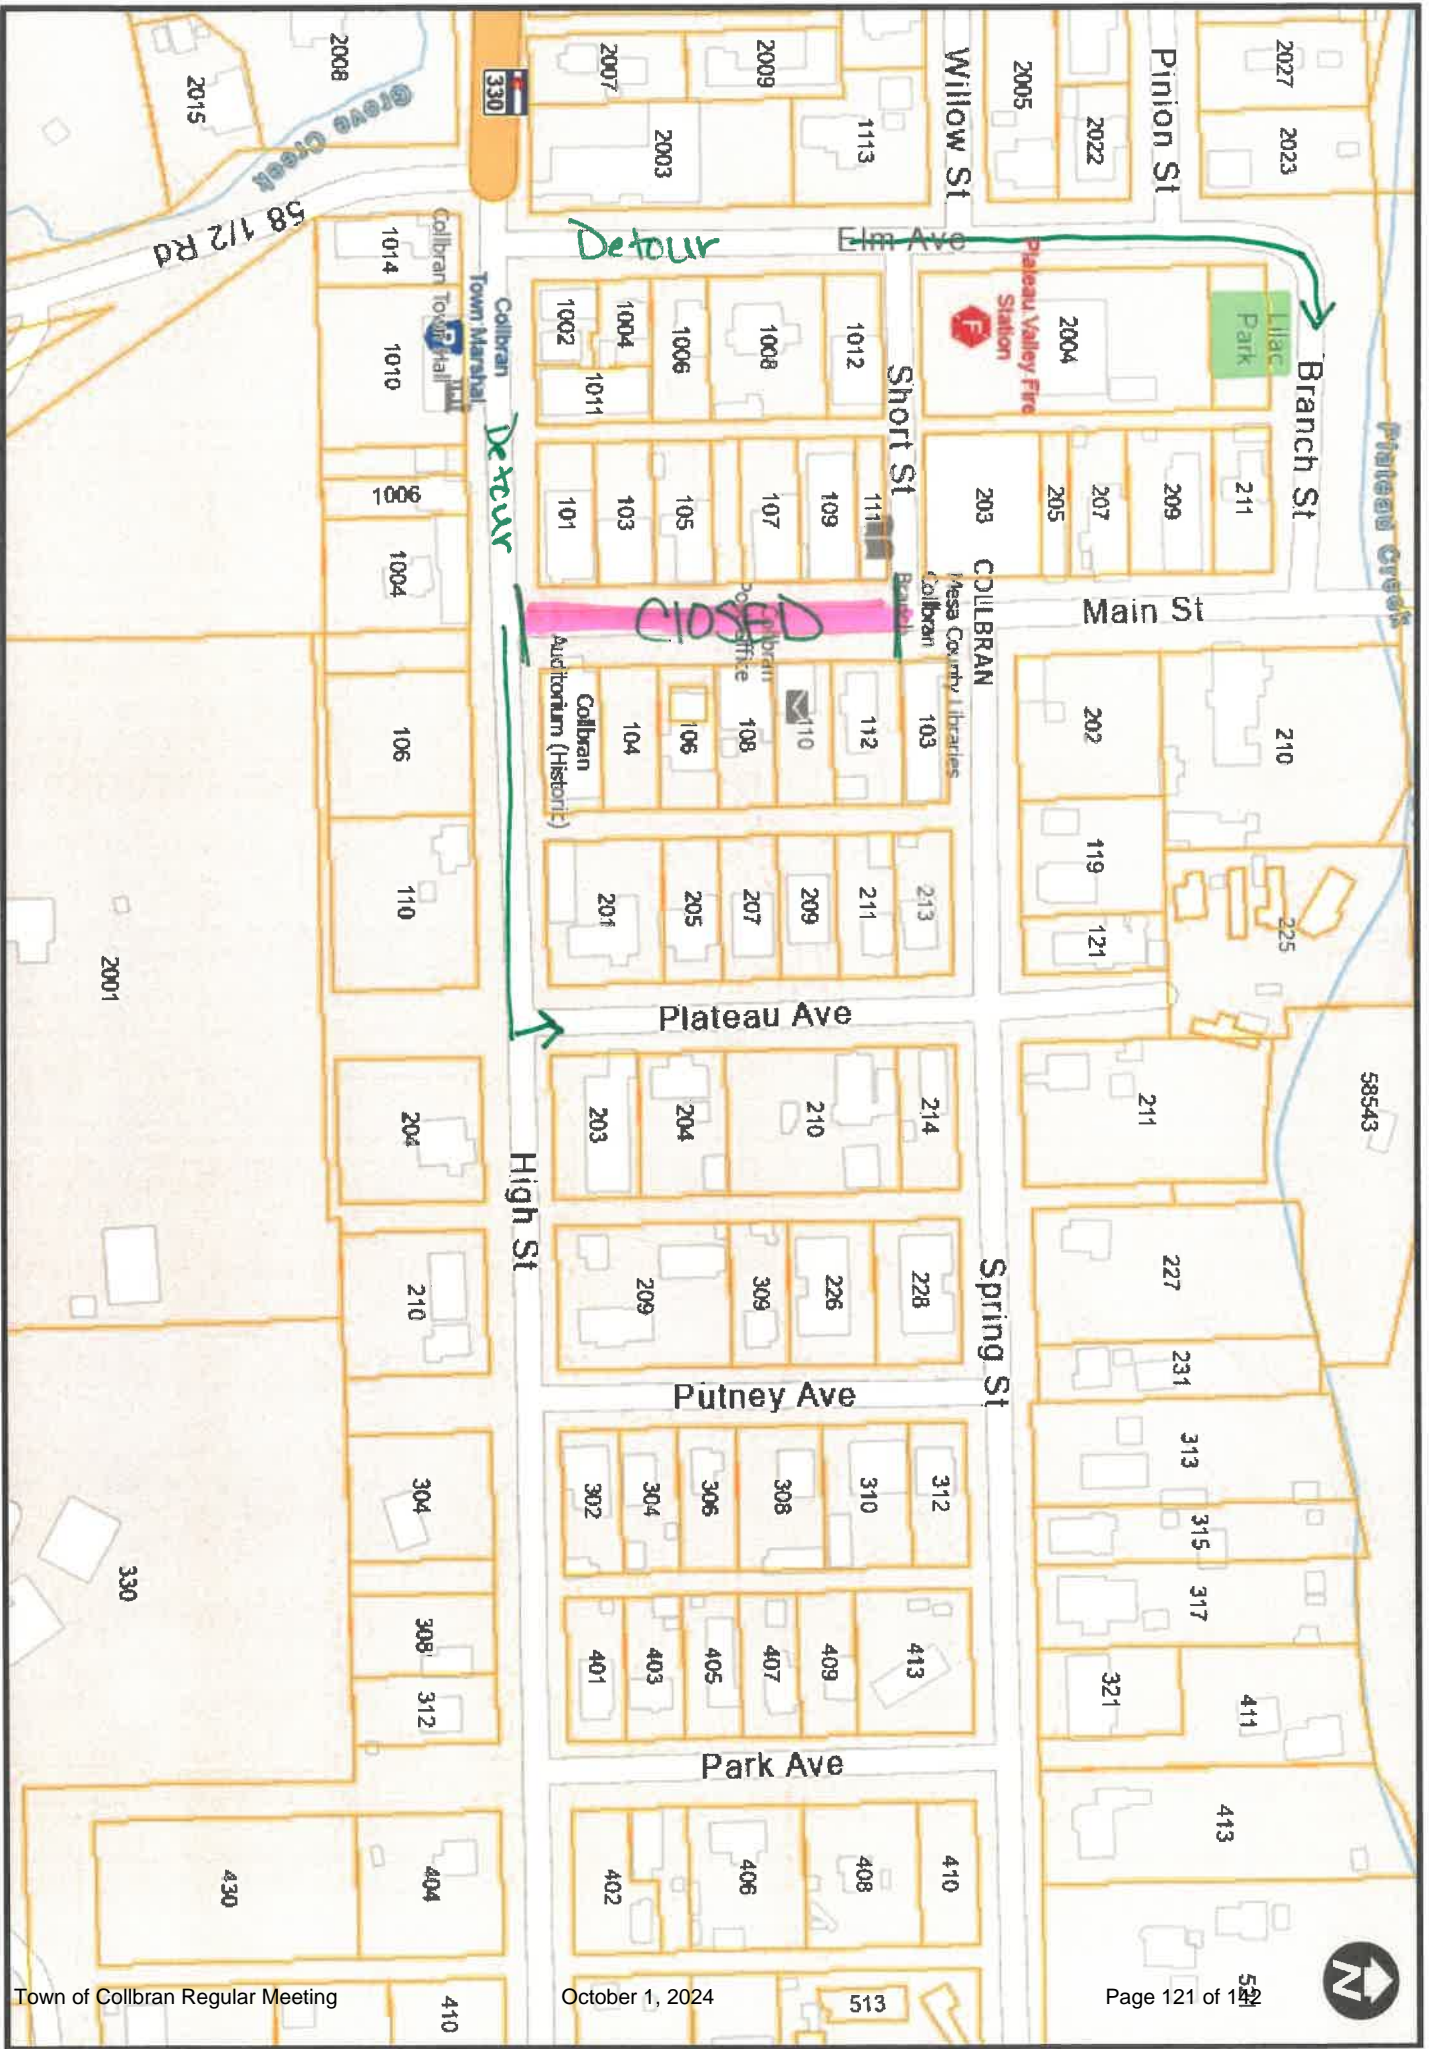 N
2027
2023
Plateau Creek
58543
Pinion St
2022
2005
Branch St
Lilac
Park
211
209
207
205
203
210
202
225
119
121
211
227
231
313
315
317
411
321
413
521
Willow St
1113
2009
2007
2003
Elm Ave
Plateau Valley Fire
Station
F
2004
Short St
COLLBRAN
Main St
Mesa County Libraries
Collbran
Branch
Spring St
1012
1008
1006
1004
1002
1011
111
109
107
105
103
101
Detour
CLOSED
103
112
110
108
106
104
Collbran
Post Office
Collbran
Auditorium (Historic)
213
211
209
207
205
201
Plateau Ave
214
210
204
203
228
226
309
209
Putney Ave
312
310
308
306
304
302
413
409
407
405
403
401
Park Ave
410
408
406
402
513
330
Detour
High St
Collbran
Town Marshal
Collbran Town Hall
2008
2015
Grove Creek
58 1/2 Rd
1014
1010
1006
1004
106
110
204
210
304
308
312
404
430
410
2001
330
Town of Collbran Regular Meeting
October 1, 2024
Page 121 of 142